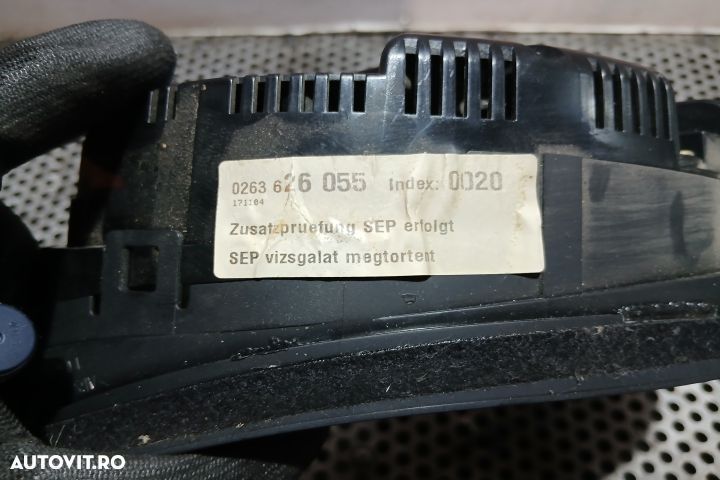 0263 626 055 Index: 0020
171104
Zusatzpruefung SEP erfolgt
SEP vizsgalat megtortent
AUTOVIT.RO